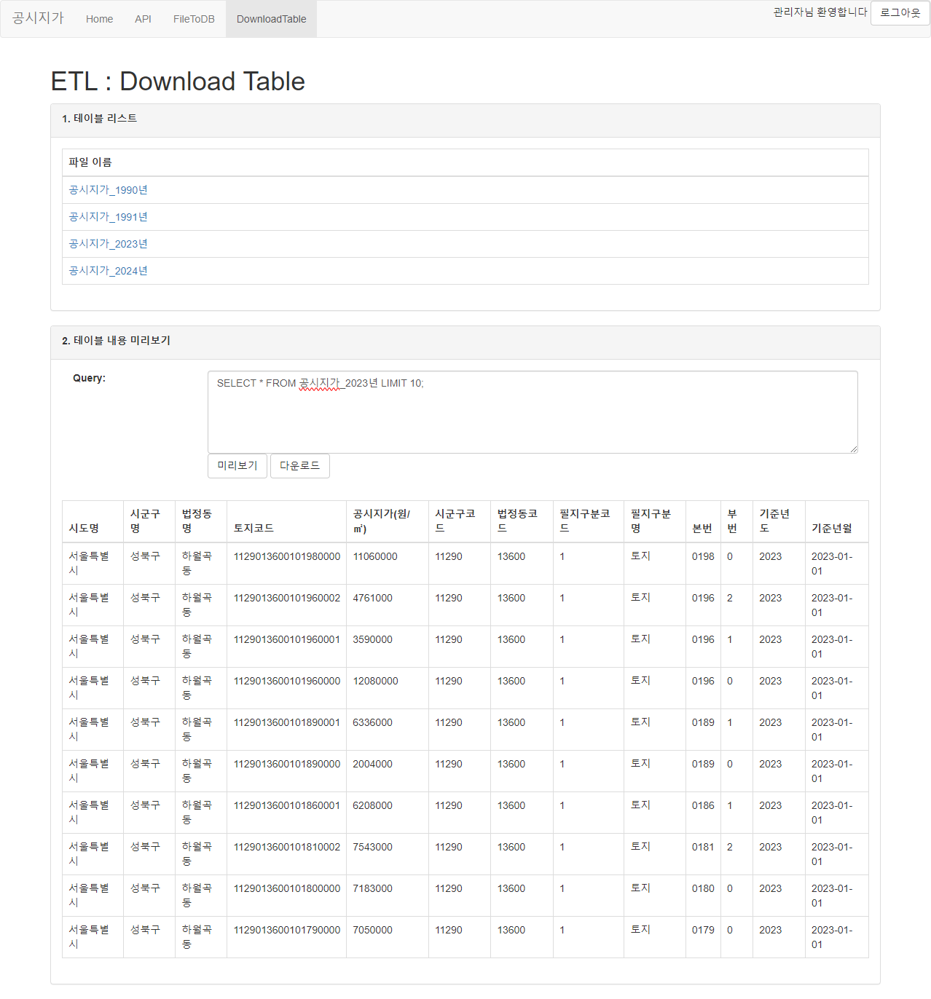 공시지가 Home API FileToDB DownloadTable 관리자님 환영합니다 로그아웃
ETL : Download Table
1. 테이블 리스트
파일 이름
공시지가_1990년
공시지가_1991년
공시지가_2023년
공시지가_2024년
2. 테이블 내용 미리보기
Query: SELECT * FROM 공시지가_2023년 LIMIT 10;
미리보기 다운로드
시도명 시군구명 법정동명 토지코드 공시지가(원/㎡) 시군구코드 법정동코드 필지구분코드 필지구분명 본번 부번 기준년도 기준년월
서울특별시 성북구 하월곡동 1129013600101980000 11060000 11290 13600 1 토지 0198 0 2023 2023-01-01
서울특별시 성북구 하월곡동 1129013600101960002 4761000 11290 13600 1 토지 0196 2 2023 2023-01-01
서울특별시 성북구 하월곡동 1129013600101960001 3590000 11290 13600 1 토지 0196 1 2023 2023-01-01
서울특별시 성북구 하월곡동 1129013600101960000 12080000 11290 13600 1 토지 0196 0 2023 2023-01-01
서울특별시 성북구 하월곡동 1129013600101890001 6336000 11290 13600 1 토지 0189 1 2023 2023-01-01
서울특별시 성북구 하월곡동 1129013600101890000 2004000 11290 13600 1 토지 0189 0 2023 2023-01-01
서울특별시 성북구 하월곡동 1129013600101860001 6208000 11290 13600 1 토지 0186 1 2023 2023-01-01
서울특별시 성북구 하월곡동 1129013600101810002 7543000 11290 13600 1 토지 0181 2 2023 2023-01-01
서울특별시 성북구 하월곡동 1129013600101800000 7183000 11290 13600 1 토지 0180 0 2023 2023-01-01
서울특별시 성북구 하월곡동 1129013600101790000 7050000 11290 13600 1 토지 0179 0 2023 2023-01-01